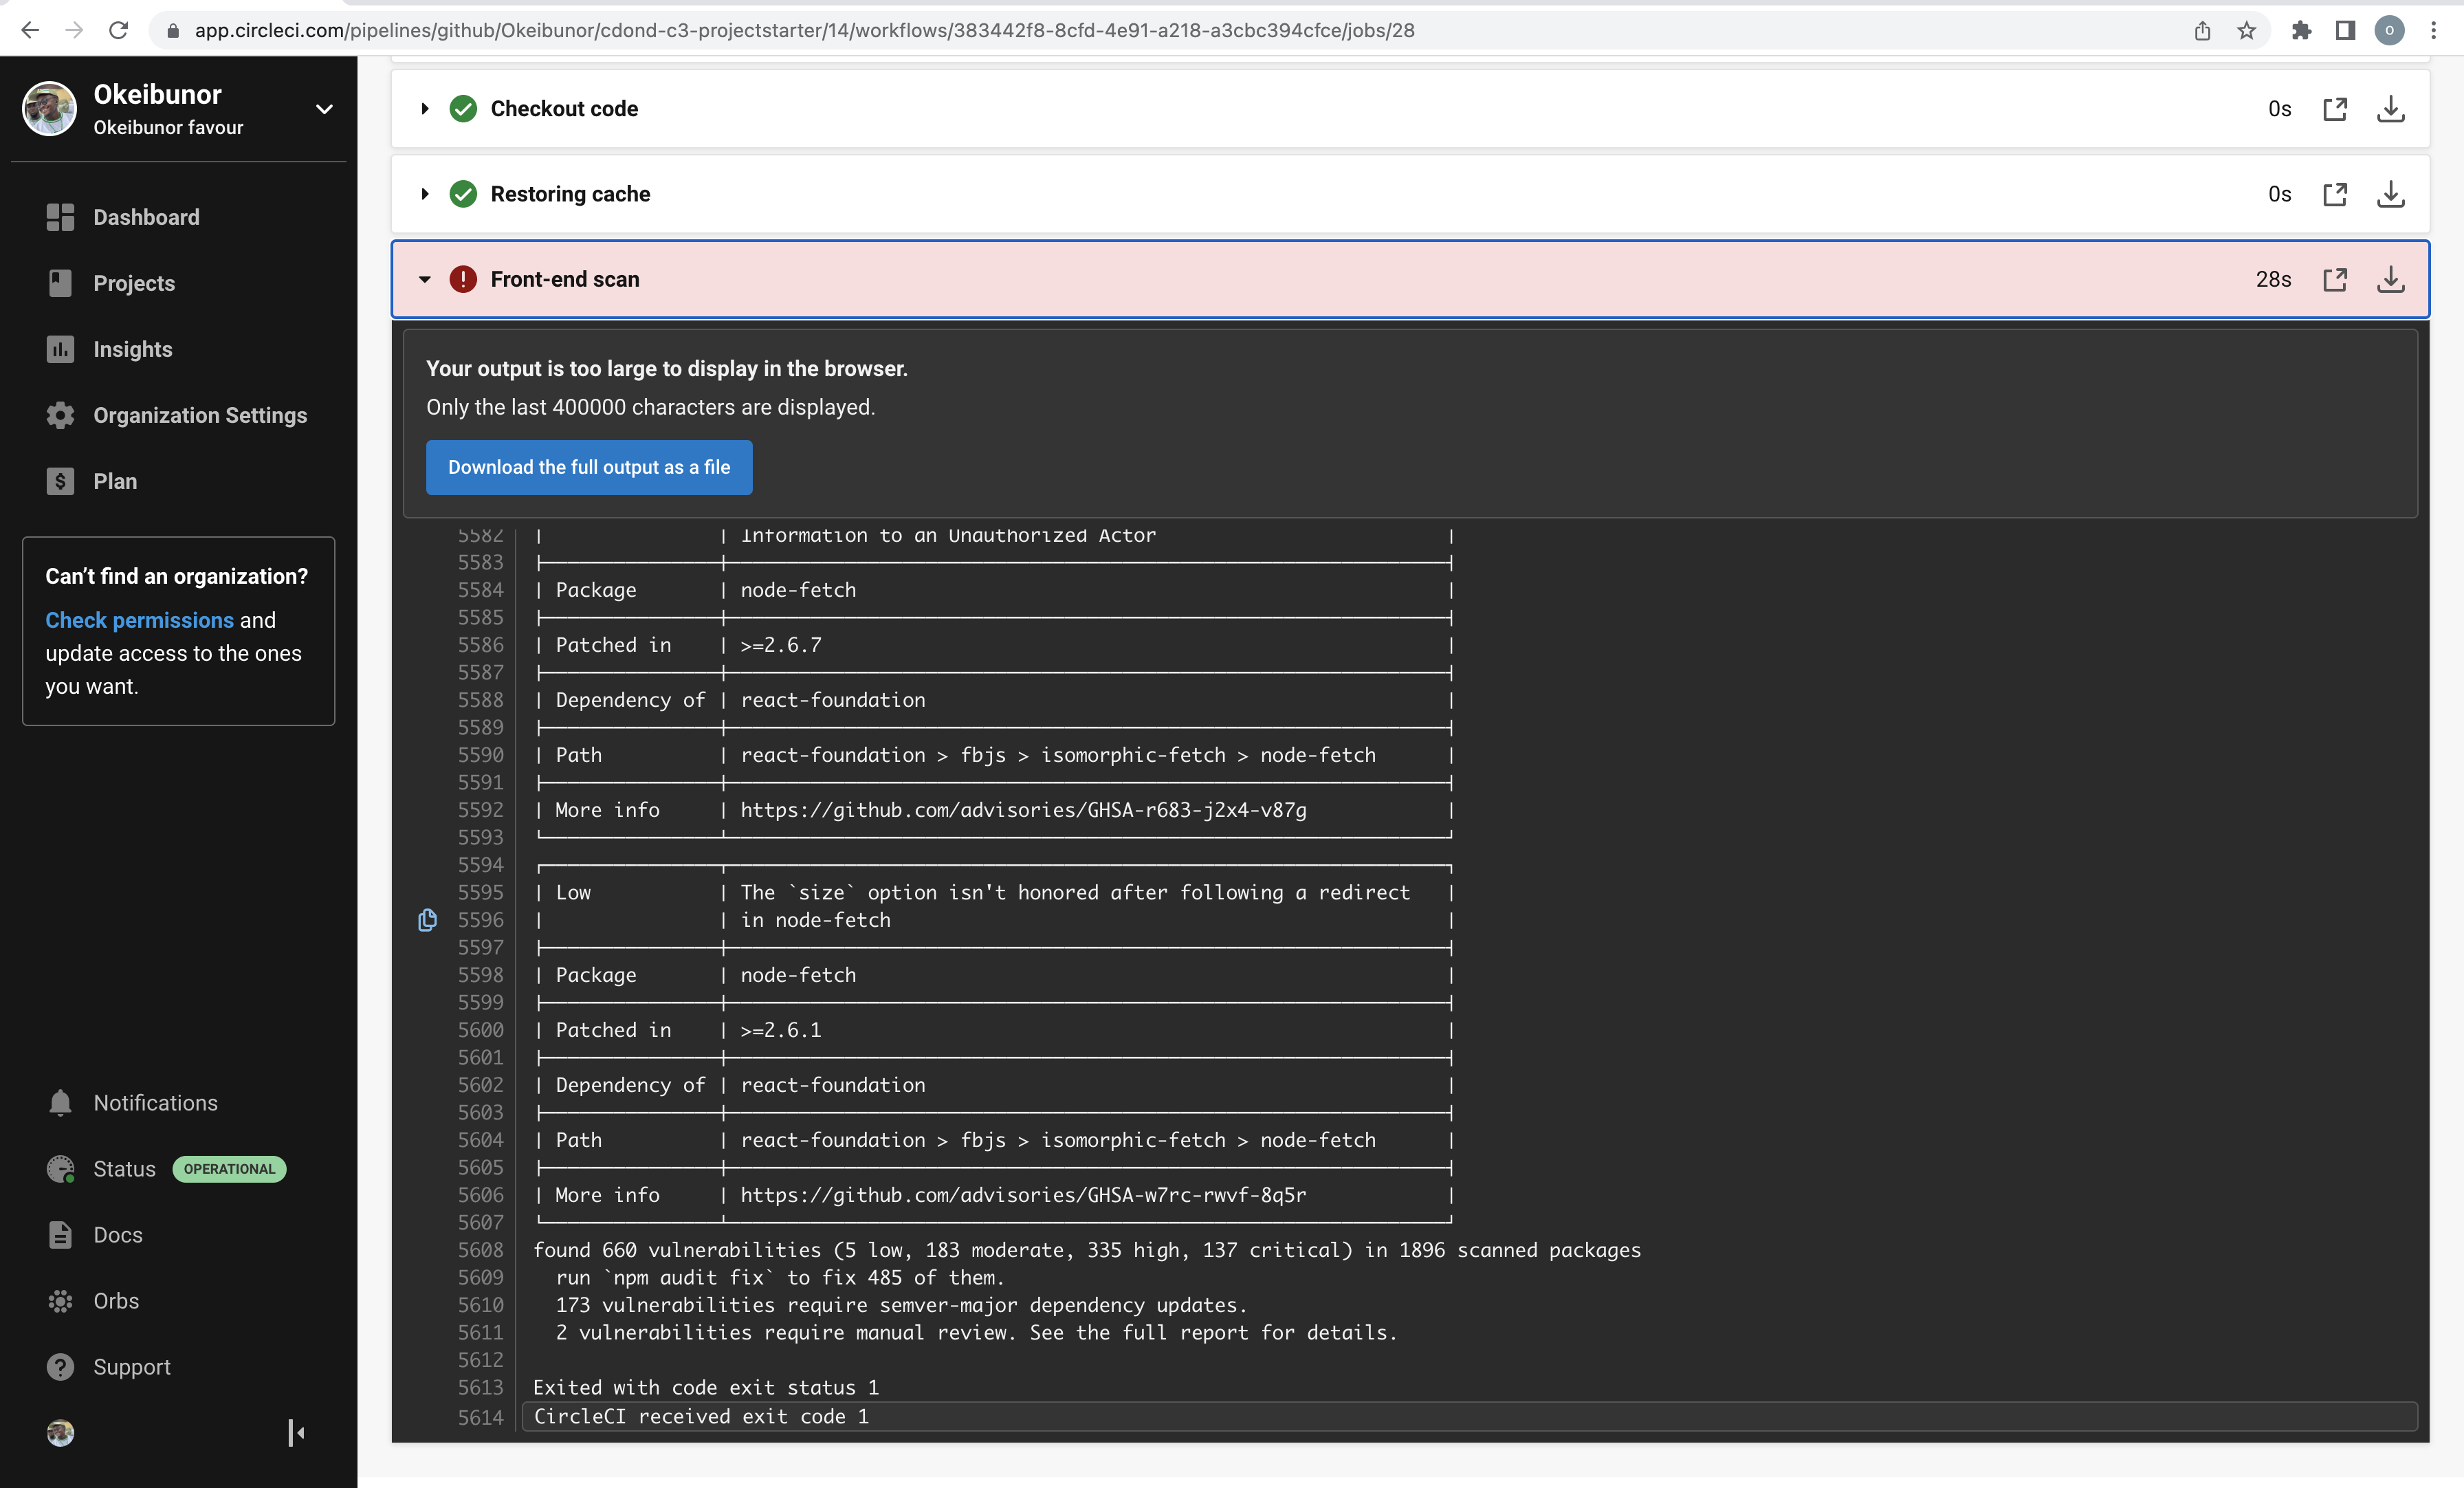 app.circleci.com/pipelines/github/Okeibunor/cdond-c3-projectstarter/14/workflows/383442f8-8cfd-4e91-a218-a3cbc394cfce/jobs/28
O
Okeibunor
Okeibunor favour
Dashboard
Projects
Insights
Organization Settings
Plan
Can't find an organization?
Check permissions and
update access to the ones
you want.
Notifications
Status OPERATIONAL
Docs
Orbs
Support
Checkout code 0s
Restoring cache 0s
Front-end scan 28s
Your output is too large to display in the browser.
Only the last 400000 characters are displayed.
Download the full output as a file
5582 | | Information to an Unauthorized Actor |
5583
5584 | Package | node-fetch |
5585
5586 | Patched in | >=2.6.7 |
5587
5588 | Dependency of | react-foundation |
5589
5590 | Path | react-foundation > fbjs > isomorphic-fetch > node-fetch |
5591
5592 | More info | https://github.com/advisories/GHSA-r683-j2x4-v87g |
5593
5594
5595 | Low | The `size` option isn't honored after following a redirect |
5596 | | in node-fetch |
5597
5598 | Package | node-fetch |
5599
5600 | Patched in | >=2.6.1 |
5601
5602 | Dependency of | react-foundation |
5603
5604 | Path | react-foundation > fbjs > isomorphic-fetch > node-fetch |
5605
5606 | More info | https://github.com/advisories/GHSA-w7rc-rwvf-8q5r |
5607
5608 found 660 vulnerabilities (5 low, 183 moderate, 335 high, 137 critical) in 1896 scanned packages
5609 run `npm audit fix` to fix 485 of them.
5610 173 vulnerabilities require semver-major dependency updates.
5611 2 vulnerabilities require manual review. See the full report for details.
5612
5613 Exited with code exit status 1
5614 CircleCI received exit code 1